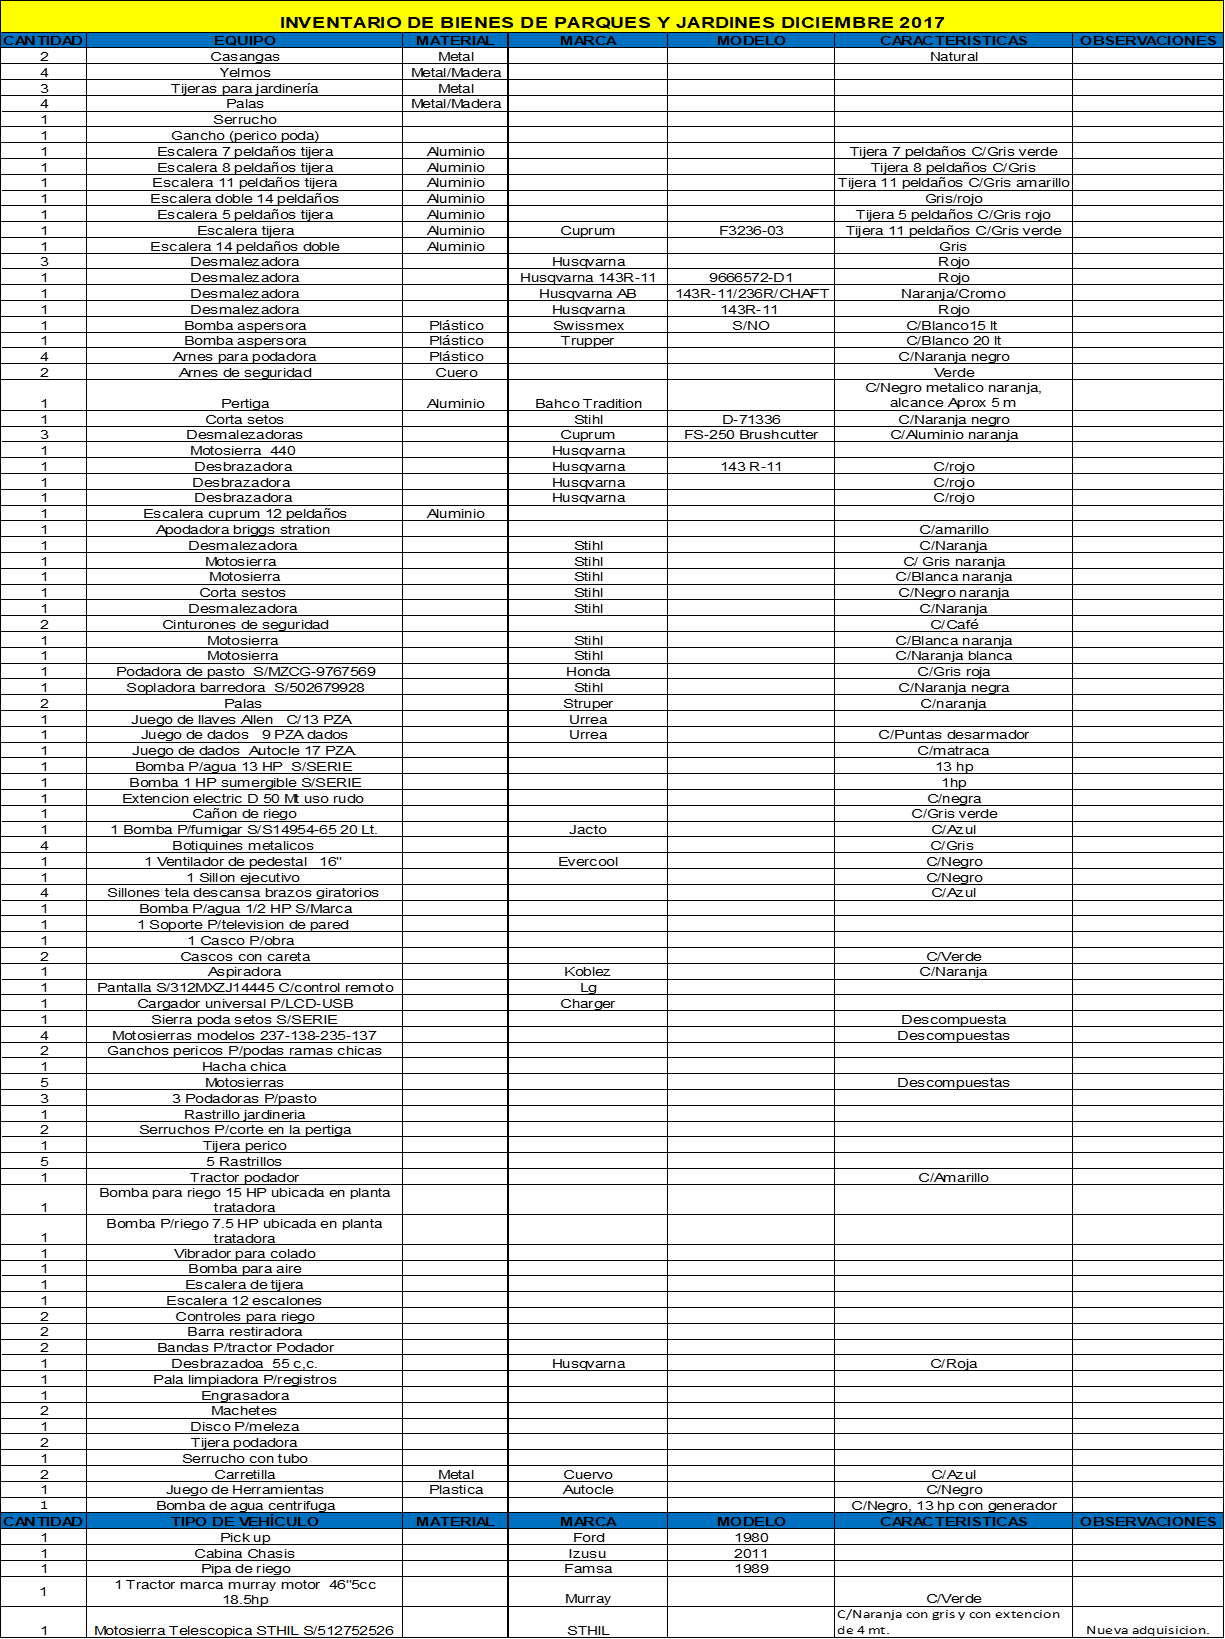 INVENTARIO DE BIENES DE PARQUES Y JARDINES DICIEMBRE 2017
CANTIDAD EQUIPO MATERIAL MARCA MODELO CARACTERISTICAS OBSERVACIONES
2 Casangas Metal Natural
4 Yelmos Metal/Madera
3 Tijeras para jardinería Metal
4 Palas Metal/Madera
1 Serrucho
1 Gancho (perico poda)
1 Escalera 7 peldaños tijera Aluminio Tijera 7 peldaños C/Gris verde
1 Escalera 8 peldaños tijera Aluminio Tijera 8 peldaños C/Gris
1 Escalera 11 peldaños tijera Aluminio Tijera 11 peldaños C/Gris amarillo
1 Escalera doble 14 peldaños Aluminio Gris/rojo
1 Escalera 5 peldaños tijera Aluminio Tijera 5 peldaños C/Gris rojo
1 Escalera tijera Aluminio Cuprum F3236-03 Tijera 11 peldaños C/Gris verde
1 Escalera 14 peldaños doble Aluminio Gris
3 Desmalezadora Husqvarna Rojo
1 Desmalezadora Husqvarna 143R-11 9666572-D1 Rojo
1 Desmalezadora Husqvarna AB 143R-11/236R/CHAFT Naranja/Cromo
1 Desmalezadora Husqvarna 143R-11 Rojo
1 Bomba aspersora Plástico Swissmex S/NO C/Blanco15 lt
1 Bomba aspersora Plástico Trupper C/Blanco 20 lt
4 Arnes para podadora Plástico C/Naranja negro
2 Arnes de seguridad Cuero Verde
C/Negro metalico naranja,
1 Pertiga Aluminio Bahco Tradition alcance Aprox 5 m
1 Corta setos Stihl D-71336 C/Naranja negro
3 Desmalezadoras Cuprum FS-250 Brushcutter C/Aluminio naranja
1 Motosierra 440 Husqvarna
1 Desbrazadora Husqvarna 143 R-11 C/rojo
1 Desbrazadora Husqvarna C/rojo
1 Desbrazadora Husqvarna C/rojo
1 Escalera cuprum 12 peldaños Aluminio
1 Apodadora briggs stration C/amarillo
1 Desmalezadora Stihl C/Naranja
1 Motosierra Stihl C/ Gris naranja
1 Motosierra Stihl C/Blanca naranja
1 Corta sestos Stihl C/Negro naranja
1 Desmalezadora Stihl C/Naranja
2 Cinturones de seguridad C/Café
1 Motosierra Stihl C/Blanca naranja
1 Motosierra Stihl C/Naranja blanca
1 Podadora de pasto S/MZCG-9767569 Honda C/Gris roja
1 Sopladora barredora S/502679928 Stihl C/Naranja negra
2 Palas Struper C/naranja
1 Juego de llaves Allen C/13 PZA Urrea
1 Juego de dados 9 PZA dados Urrea C/Puntas desarmador
1 Juego de dados Autocle 17 PZA. C/matraca
1 Bomba P/agua 13 HP S/SERIE 13 hp
1 Bomba 1 HP sumergible S/SERIE 1hp
1 Extencion electric D 50 Mt uso rudo C/negra
1 Cañon de riego C/Gris verde
1 1 Bomba P/fumigar S/S14954-65 20 Lt. Jacto C/Azul
4 Botiquines metalicos C/Gris
1 1 Ventilador de pedestal 16" Evercool C/Negro
1 1 Sillon ejecutivo C/Negro
4 Sillones tela descansa brazos giratorios C/Azul
1 Bomba P/agua 1/2 HP S/Marca
1 1 Soporte P/television de pared
1 1 Casco P/obra
2 Cascos con careta C/Verde
1 Aspiradora Koblez C/Naranja
1 Pantalla S/312MXZJ14445 C/control remoto Lg
1 Cargador universal P/LCD-USB Charger
1 Sierra poda setos S/SERIE Descompuesta
4 Motosierras modelos 237-138-235-137 Descompuestas
2 Ganchos pericos P/podas ramas chicas
1 Hacha chica
5 Motosierras Descompuestas
3 3 Podadoras P/pasto
1 Rastrillo jardineria
2 Serruchos P/corte en la pertiga
1 Tijera perico
5 5 Rastrillos
1 Tractor podador C/Amarillo
Bomba para riego 15 HP ubicada en planta
1 tratadora
Bomba P/riego 7.5 HP ubicada en planta
1 tratadora
1 Vibrador para colado
1 Bomba para aire
1 Escalera de tijera
1 Escalera 12 escalones
2 Controles para riego
2 Barra restiradora
2 Bandas P/tractor Podador
1 Desbrazadoa 55 c,c. Husqvarna C/Roja
1 Pala limpiadora P/registros
1 Engrasadora
2 Machetes
1 Disco P/meleza
2 Tijera podadora
1 Serrucho con tubo
2 Carretilla Metal Cuervo C/Azul
1 Juego de Herramientas Plastica Autocle C/Negro
1 Bomba de agua centrifuga C/Negro, 13 hp con generador
CANTIDAD TIPO DE VEHÍCULO MATERIAL MARCA MODELO CARACTERISTICAS OBSERVACIONES
1 Pick up Ford 1980
1 Cabina Chasis Izusu 2011
1 Pipa de riego Famsa 1989
1 Tractor marca murray motor 46"5cc
1 18.5hp Murray C/Verde
C/Naranja con gris y con extencion
1 Motosierra Telescopica STHIL S/512752526 STHIL de 4 mt. Nueva adquisicion.